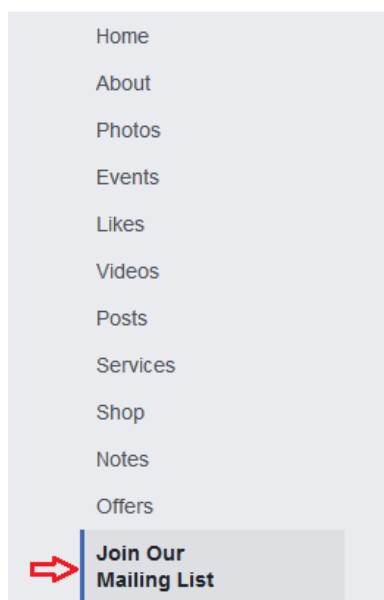 Home
About
Photos
Events
Likes
Videos
Posts
Services
Shop
Notes
Offers
Join Our
Mailing List